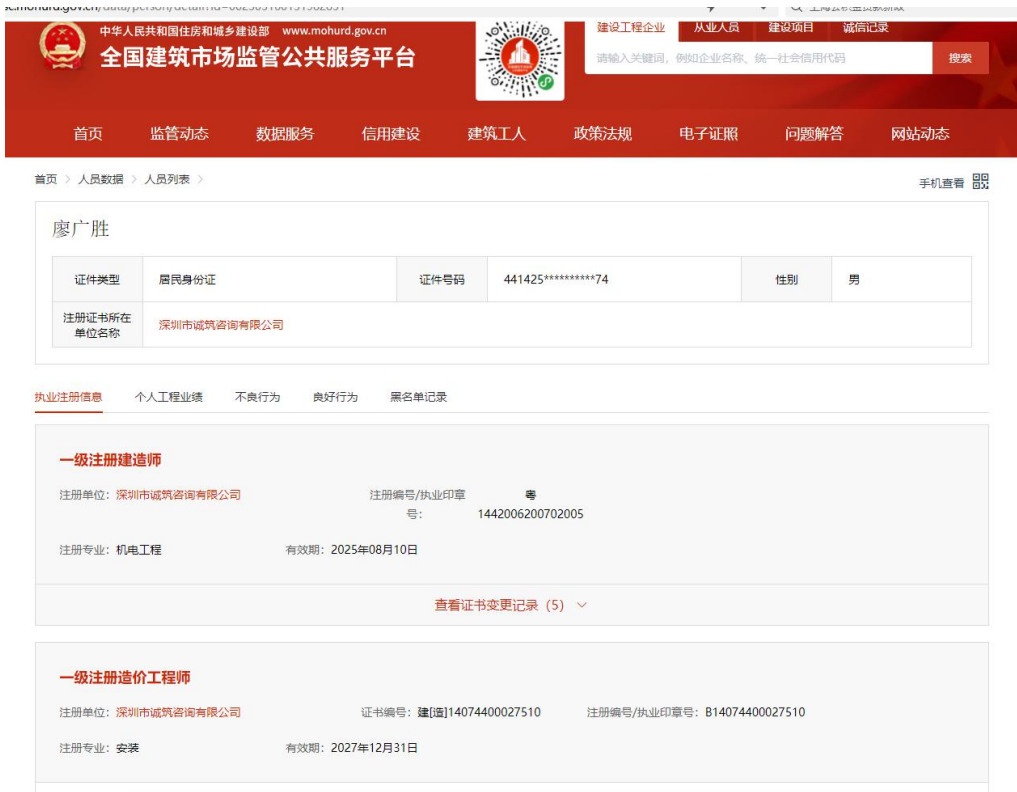 中华人民共和国住房和城乡建设部 www.mohurd.gov.cn
全国建筑市场监管公共服务平台
建设工程企业 从业人员 建设项目 诚信记录
请输入关键词，例如企业名称、统一社会信用代码 搜索
首页 监管动态 数据服务 信用建设 建筑工人 政策法规 电子证照 问题解答 网站动态
首页 > 人员数据 > 人员列表 >
手机查看
廖广胜
证件类型 居民身份证 证件号码 441425**********74 性别 男
注册证书所在
单位名称
深圳市诚筑咨询有限公司
执业注册信息 个人工程业绩 不良行为 良好行为 黑名单记录
一级注册建造师
注册单位：深圳市诚筑咨询有限公司 注册编号/执业印章 粤
号： 1442006200702005
注册专业：机电工程 有效期：2025年08月10日
查看证书变更记录（5）
一级注册造价工程师
注册单位：深圳市诚筑咨询有限公司 证书编号：建[造]14074400027510 注册编号/执业印章号：B14074400027510
注册专业：安装 有效期：2027年12月31日